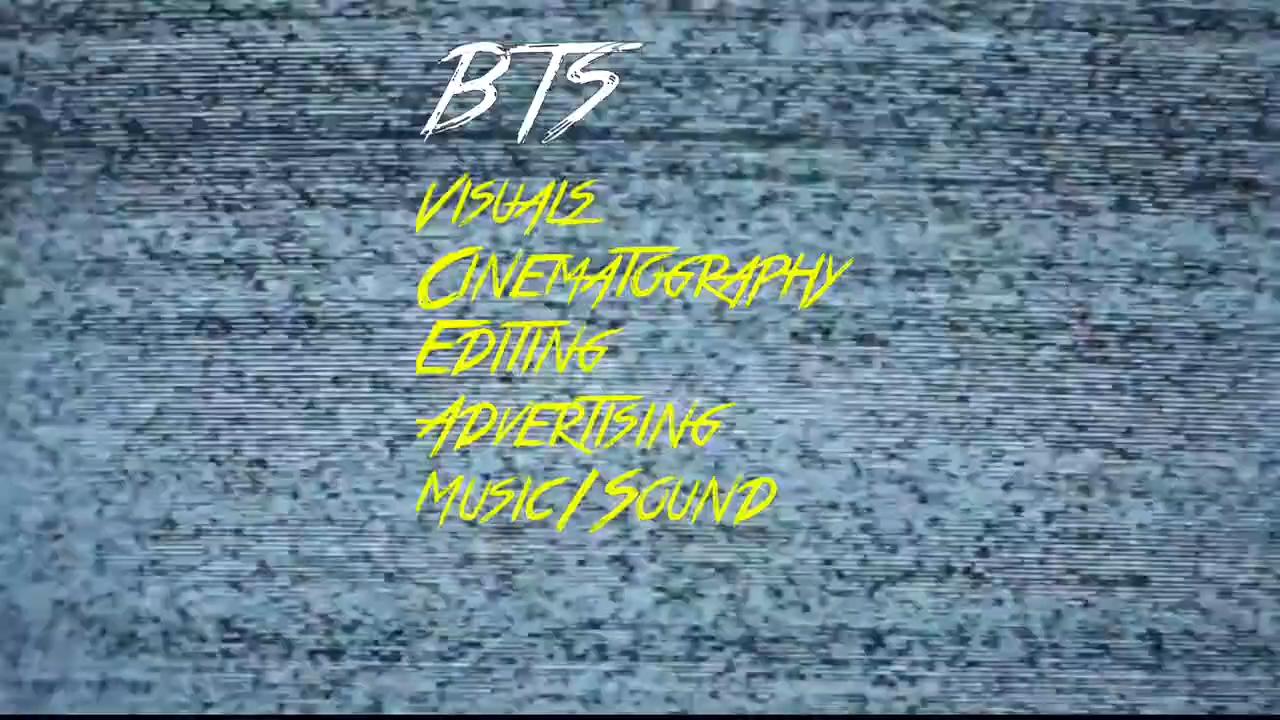 BTS
Visuals
Cinematography
Editing
Advertising
Music/Sound